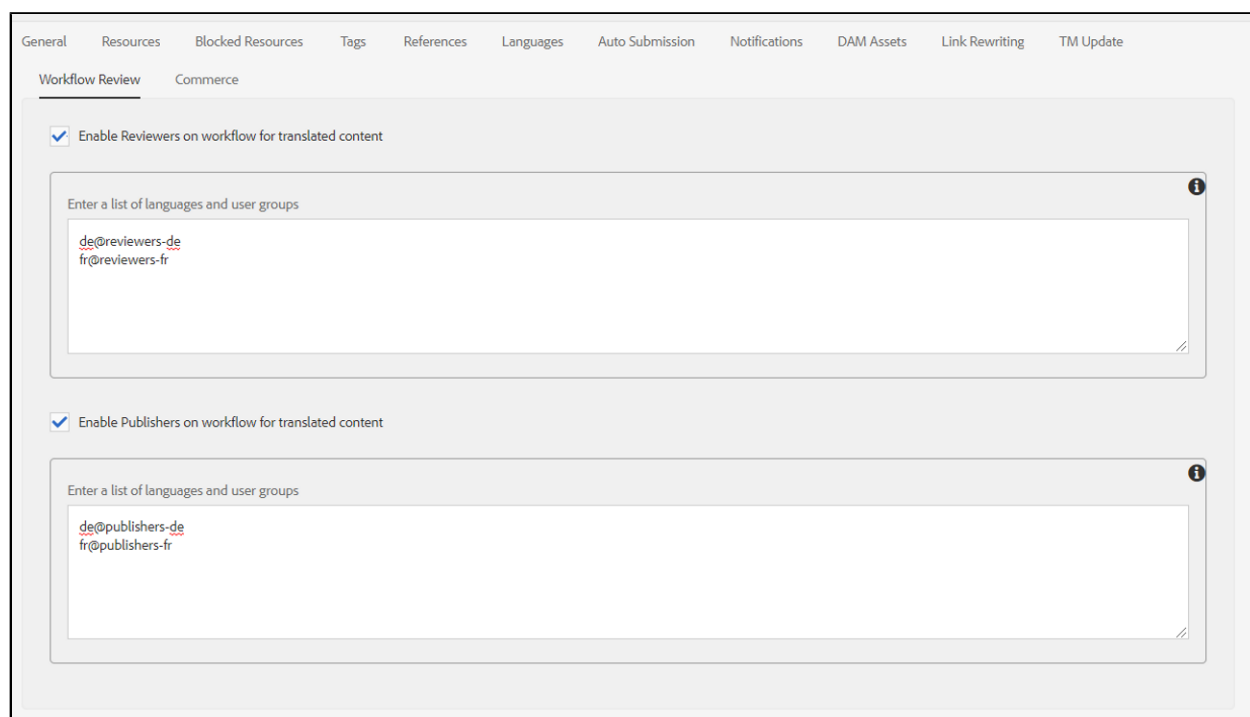 General Resources Blocked Resources Tags References Languages Auto Submission Notifications DAM Assets Link Rewriting TM Update
Workflow Review Commerce
Enable Reviewers on workflow for translated content
Enter a list of languages and user groups
de@reviewers-de
fr@reviewers-fr
Enable Publishers on workflow for translated content
Enter a list of languages and user groups
de@publishers-de
fr@publishers-fr